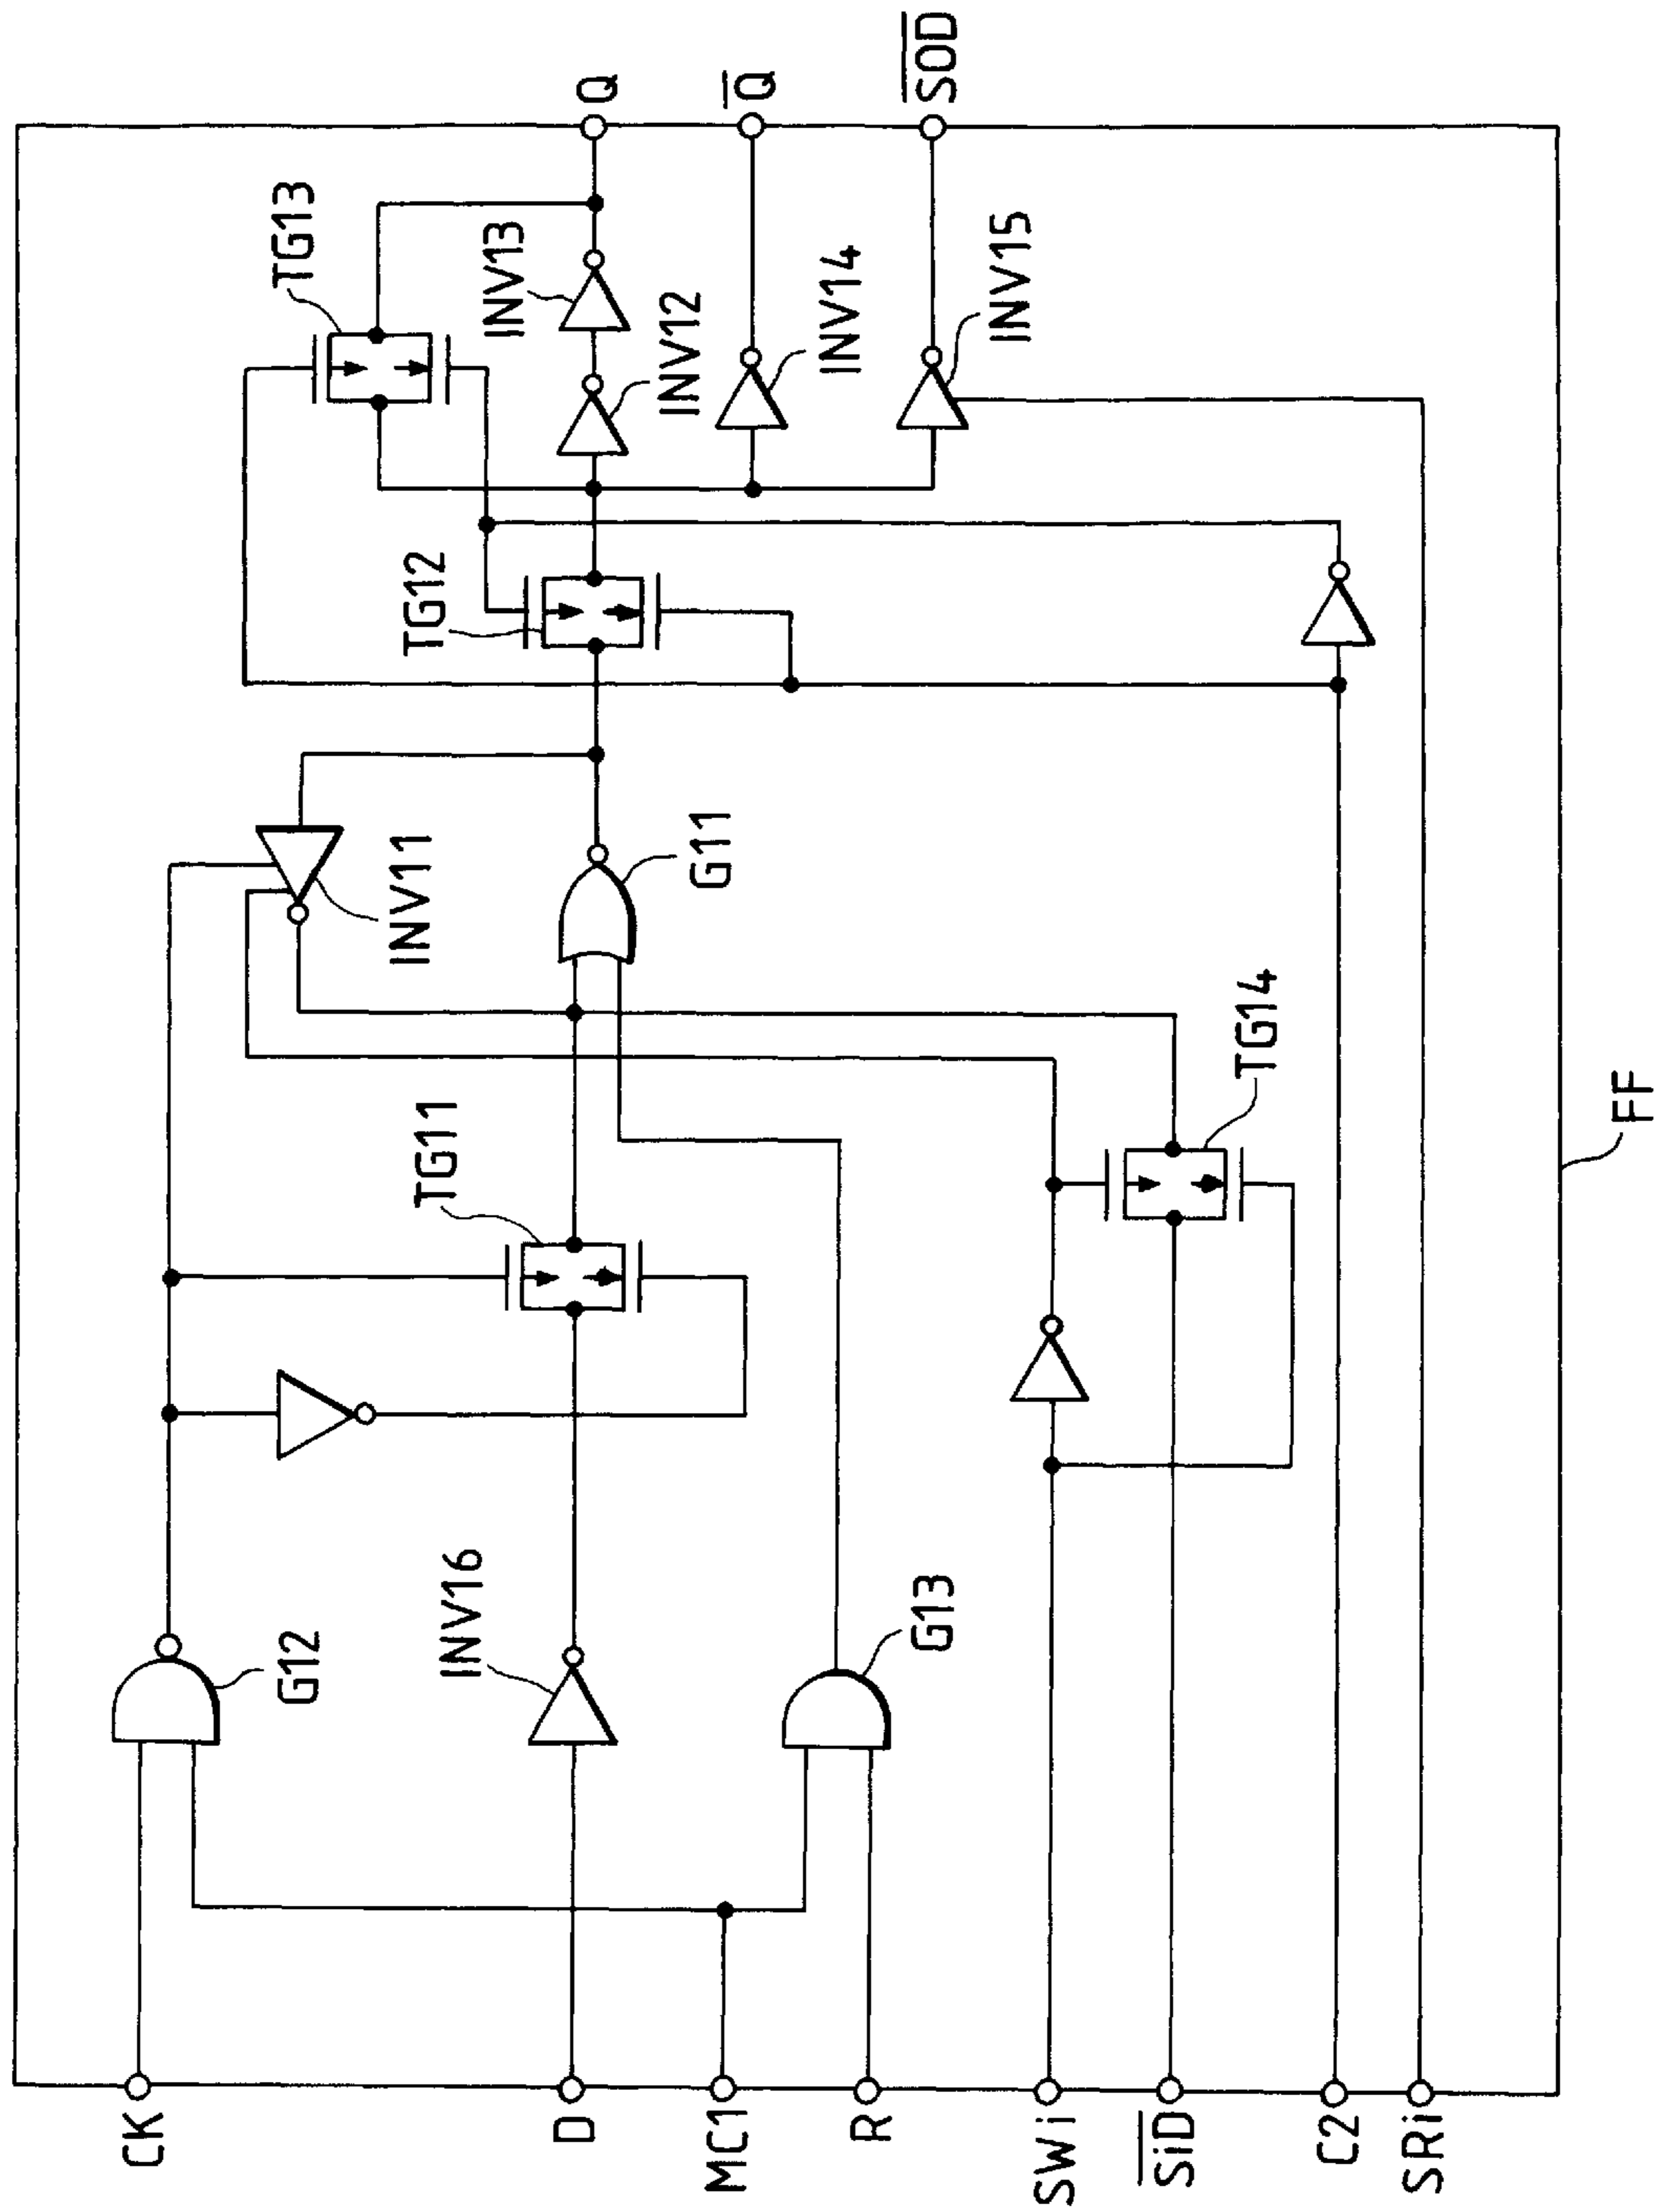 CK
D
MC1
R
SWi
SiD
C2
SRi
G12
INV16
G13
TG11
TG14
INV11
G11
TG12
TG13
INV13
INV12
INV14
INV15
Q
Q
SOD
FF